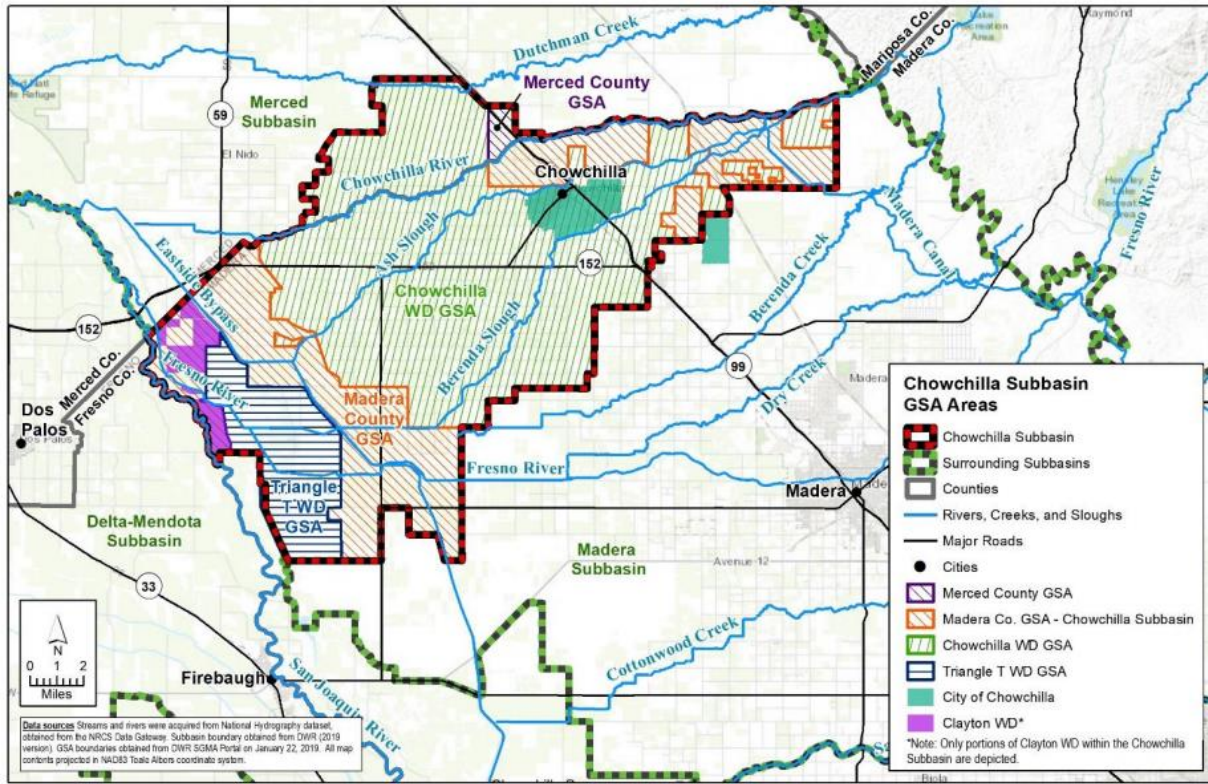 Dutchman Creek
Mariposa Co.
Madera Co.
Raymond
Lake
Recreation
Area
Merced
Subbasin
Merced County
GSA
59
El Nido
Chowchilla River
Chowchilla
Hensley
Lake
Fresno River
Madera Canal
Ash Slough
152
Eastside Bypass
Chowchilla
WD GSA
Berenda Slough
Berenda Creek
152
Merced Co.
Fresno Co.
Fresno River
Dos
Palos
Madera
County
GSA
99
Dry Creek
Fresno River
Madera
Triangle
T WD
GSA
Delta-Mendota
Subbasin
Madera
Subbasin
Avenue 12
33
Cottonwood Creek
Firebaugh
San Joaquin River
N
0 1 2
Miles
Data sources Streams and rivers were acquired from National Hydrography dataset,
obtained from the NRCS Data Gateway. Subbasin boundary obtained from DWR (2019
version). GSA boundaries obtained from DWR SGMA Portal on January 22, 2019. All map
contents projected in NAD83 Teale Albers coordinate system.
Chowchilla Subbasin
GSA Areas
Chowchilla Subbasin
Surrounding Subbasins
Counties
Rivers, Creeks, and Sloughs
Major Roads
Cities
Merced County GSA
Madera Co. GSA - Chowchilla Subbasin
Chowchilla WD GSA
Triangle T WD GSA
City of Chowchilla
Clayton WD*
*Note: Only portions of Clayton WD within the Chowchilla
Subbasin are depicted.
Biola